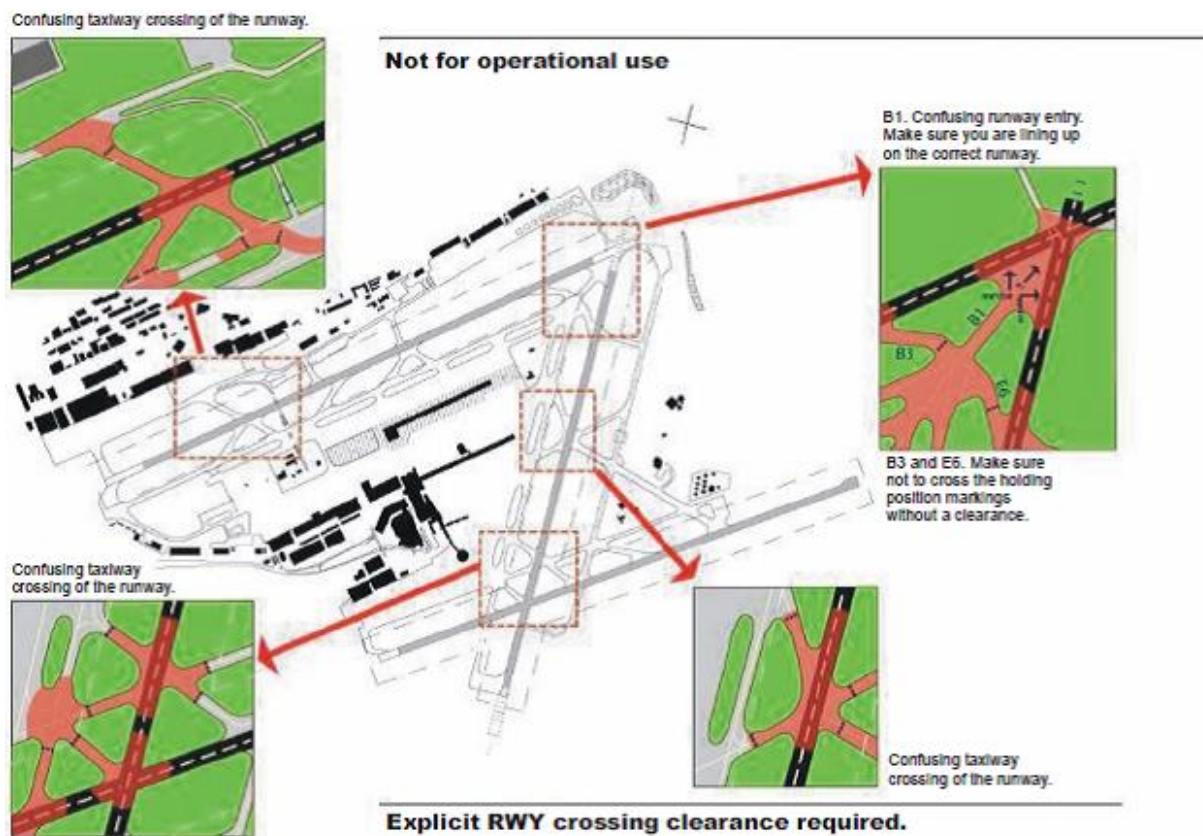 Confusing taxiway crossing of the runway.
Not for operational use
B1. Confusing runway entry.
Make sure you are lining up
on the correct runway.
B1
B3
E6
B3 and E6. Make sure
not to cross the holding
position markings
without a clearance.
Confusing taxiway
crossing of the runway.
Confusing taxiway
crossing of the runway.
Explicit RWY crossing clearance required.